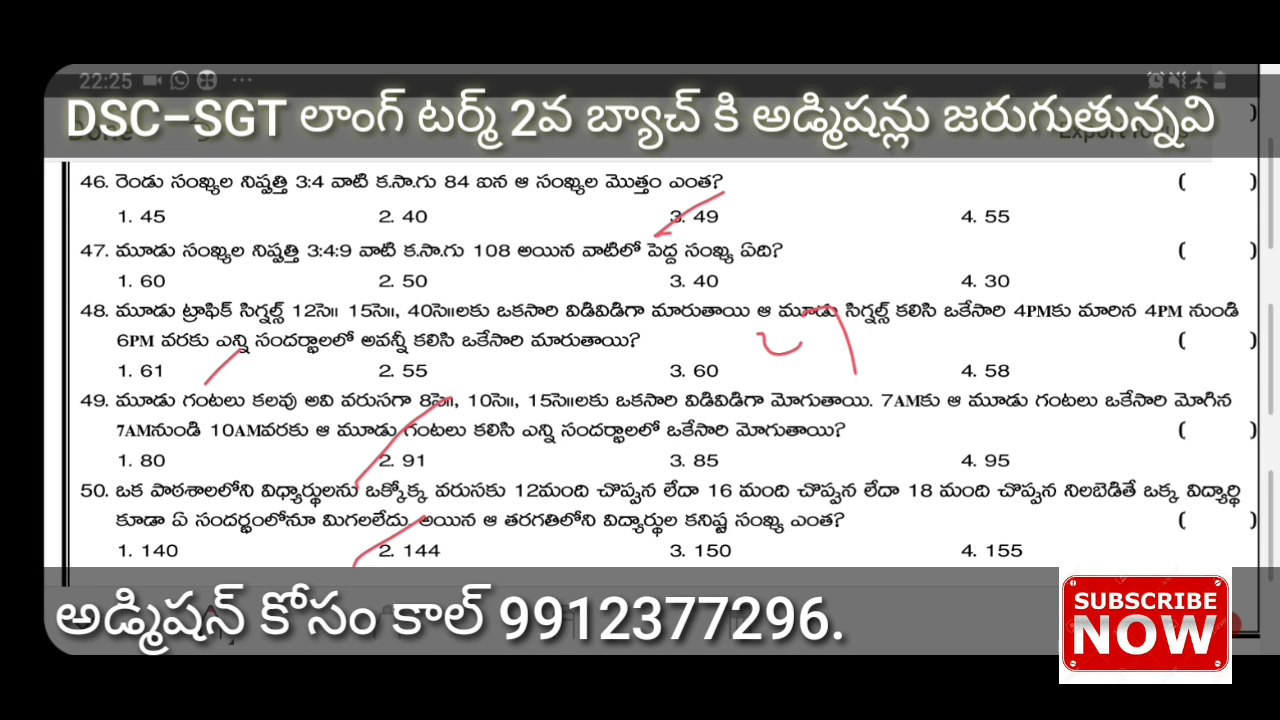 22:25
DSC-SGT లాంగ్ టర్మ్ 2వ బ్యాచ్ కి అడ్మిషన్లు జరుగుతున్నవి
46. రెండు సంఖ్యల నిష్పత్తి 3:4 వాటి క.సా.గు 84 ఐన ఆ సంఖ్యల మొత్తం ఎంత? ( )
1. 45 2. 40 3. 49 4. 55
47. మూడు సంఖ్యల నిష్పత్తి 3:4:9 వాటి క.సా.గు 108 అయిన వాటిలో పెద్ద సంఖ్య ఏది? ( )
1. 60 2. 50 3. 40 4. 30
48. మూడు ట్రాఫిక్ సిగ్నల్స్ 12సె॥ 15సె॥, 40సె॥లకు ఒకసారి విడివిడిగా మారుతాయి ఆ మూడు సిగ్నల్స్ కలిసి ఒకేసారి 4PMకు మారిన 4PM నుండి
6PM వరకు ఎన్ని సందర్భాలలో అవన్నీ కలిసి ఒకేసారి మారుతాయి? ( )
1. 61 2. 55 3. 60 4. 58
49. మూడు గంటలు కలవు అవి వరుసగా 8సె॥, 10సె॥, 15సె॥లకు ఒకసారి విడివిడిగా మోగుతాయి. 7AMకు ఆ మూడు గంటలు ఒకేసారి మోగిన
7AMనుండి 10AMవరకు ఆ మూడు గంటలు కలిసి ఎన్ని సందర్భాలలో ఒకేసారి మోగుతాయి? ( )
1. 80 2. 91 3. 85 4. 95
50. ఒక పాఠశాలలోని విధ్యార్థులను ఒక్కోక్క వరుసకు 12మంది చొప్పన లేదా 16 మంది చొప్పన లేదా 18 మంది చొప్పన నిలబెడితే ఒక్క విద్యార్థి
కూడా ఏ సందర్భంలోనూ మిగలలేదు. అయిన ఆ తరగతిలోని విద్యార్థుల కనిష్ట సంఖ్య ఎంత? ( )
1. 140 2. 144 3. 150 4. 155
అడ్మిషన్ కోసం కాల్ 9912377296.
SUBSCRIBE
NOW